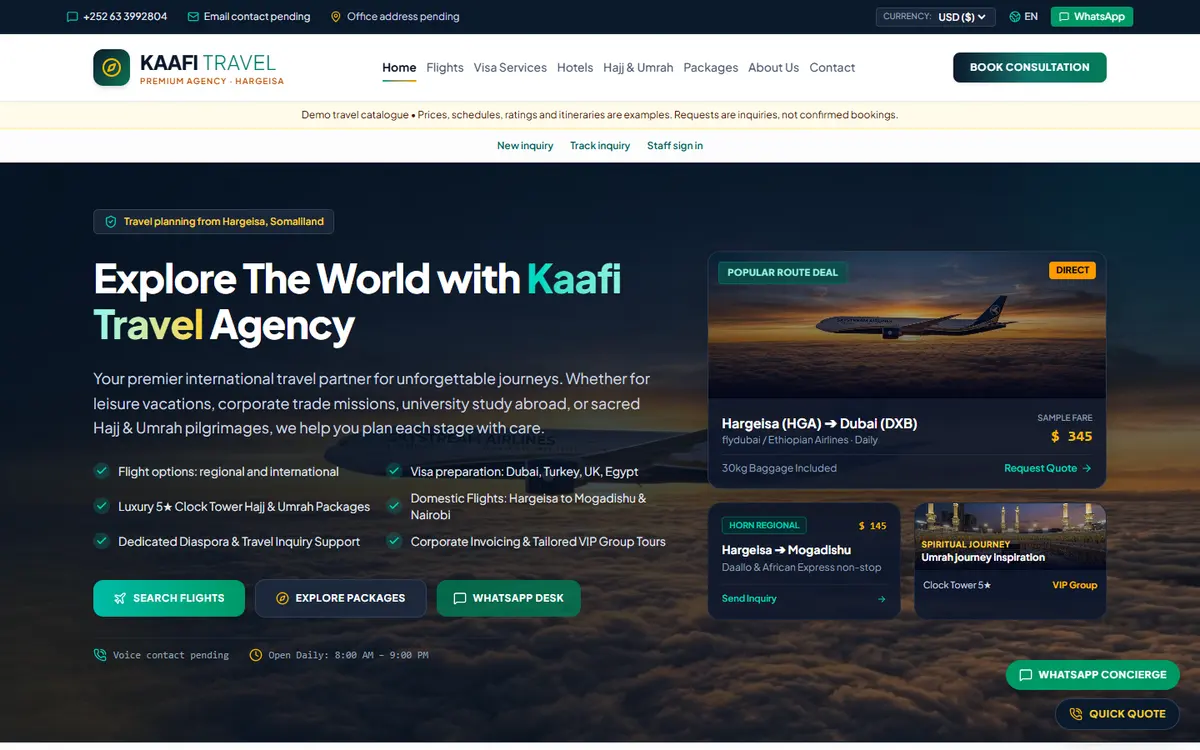 +252 63 3992804
Email contact pending
Office address pending
CURRENCY: USD ($)
EN
WhatsApp
KAAFI TRAVEL
PREMIUM AGENCY · HARGEISA
Home
Flights
Visa Services
Hotels
Hajj & Umrah
Packages
About Us
Contact
BOOK CONSULTATION
Demo travel catalogue • Prices, schedules, ratings and itineraries are examples. Requests are inquiries, not confirmed bookings.
New inquiry
Track inquiry
Staff sign in
Travel planning from Hargeisa, Somaliland
Explore The World with Kaafi
Travel Agency
Your premier international travel partner for unforgettable journeys. Whether for
leisure vacations, corporate trade missions, university study abroad, or sacred
Hajj & Umrah pilgrimages, we help you plan each stage with care.
Flight options: regional and international
Visa preparation: Dubai, Turkey, UK, Egypt
Luxury 5★ Clock Tower Hajj & Umrah Packages
Domestic Flights: Hargeisa to Mogadishu &
Nairobi
Dedicated Diaspora & Travel Inquiry Support
Corporate Invoicing & Tailored VIP Group Tours
SEARCH FLIGHTS
EXPLORE PACKAGES
WHATSAPP DESK
Voice contact pending
Open Daily: 8:00 AM – 9:00 PM
POPULAR ROUTE DEAL
DIRECT
Hargeisa (HGA) ➔ Dubai (DXB)
flydubai / Ethiopian Airlines · Daily
SAMPLE FARE
$ 345
30kg Baggage Included
Request Quote →
HORN REGIONAL
$ 145
Hargeisa ➔ Mogadishu
Daallo & African Express non-stop
Send Inquiry →
SPIRITUAL JOURNEY
Umrah journey inspiration
Clock Tower 5★
VIP Group
WHATSAPP CONCIERGE
QUICK QUOTE